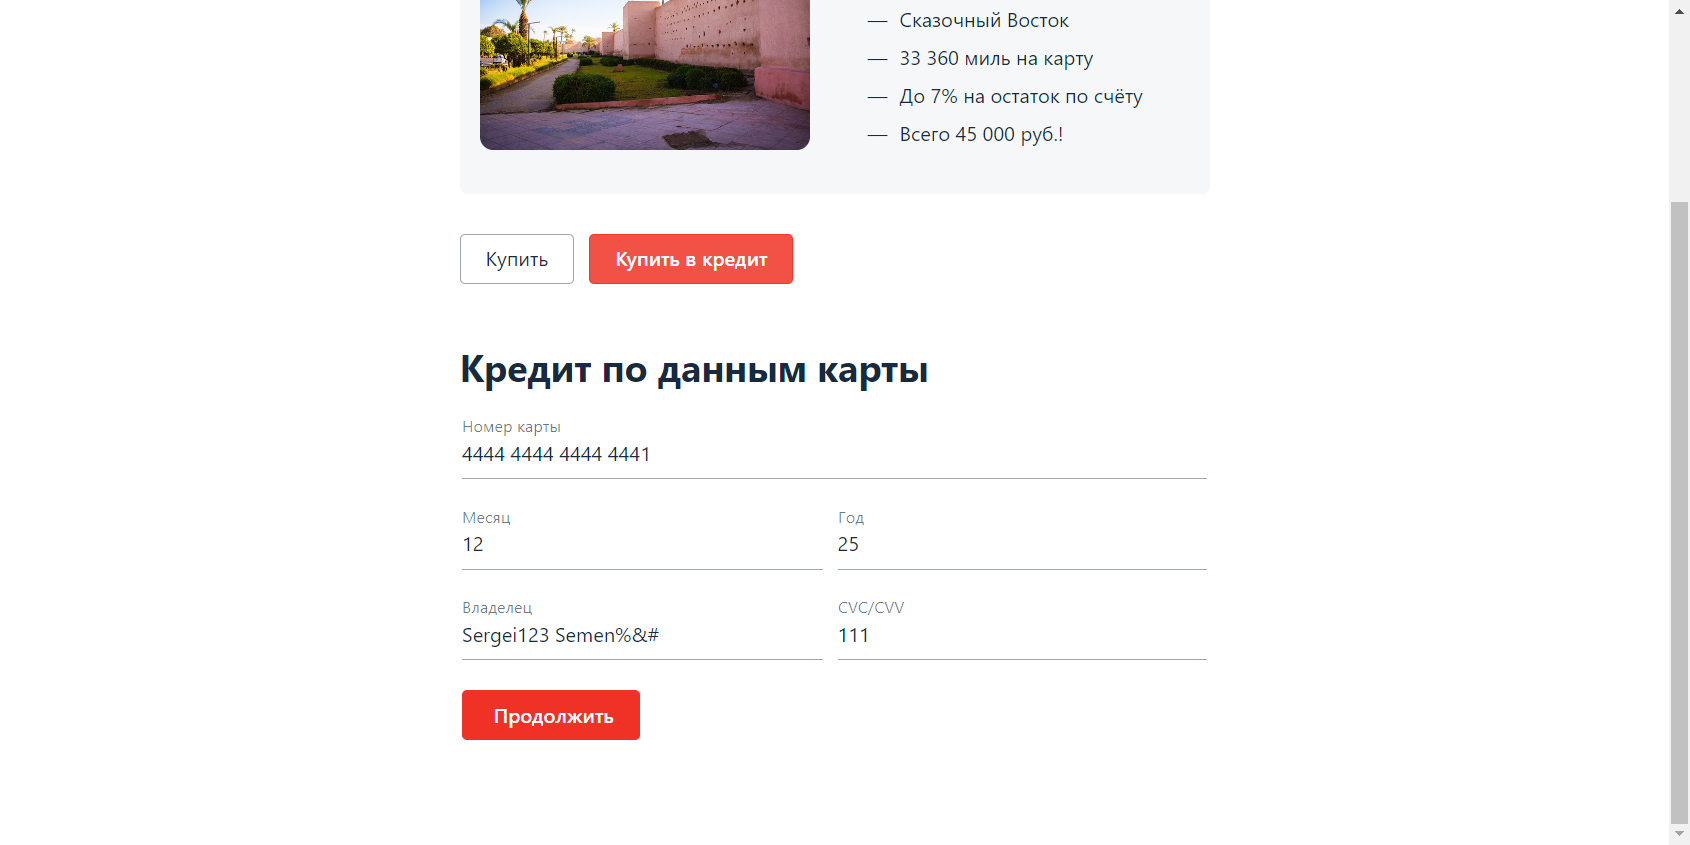 — Сказочный Восток
— 33 360 миль на карту
— До 7% на остаток по счёту
— Всего 45 000 руб.!
Купить
Купить в кредит
Кредит по данным карты
Номер карты
4444 4444 4444 4441
Месяц
Год
12
25
Владелец
CVC/CVV
Sergei123 Semen%&#
111
Продолжить